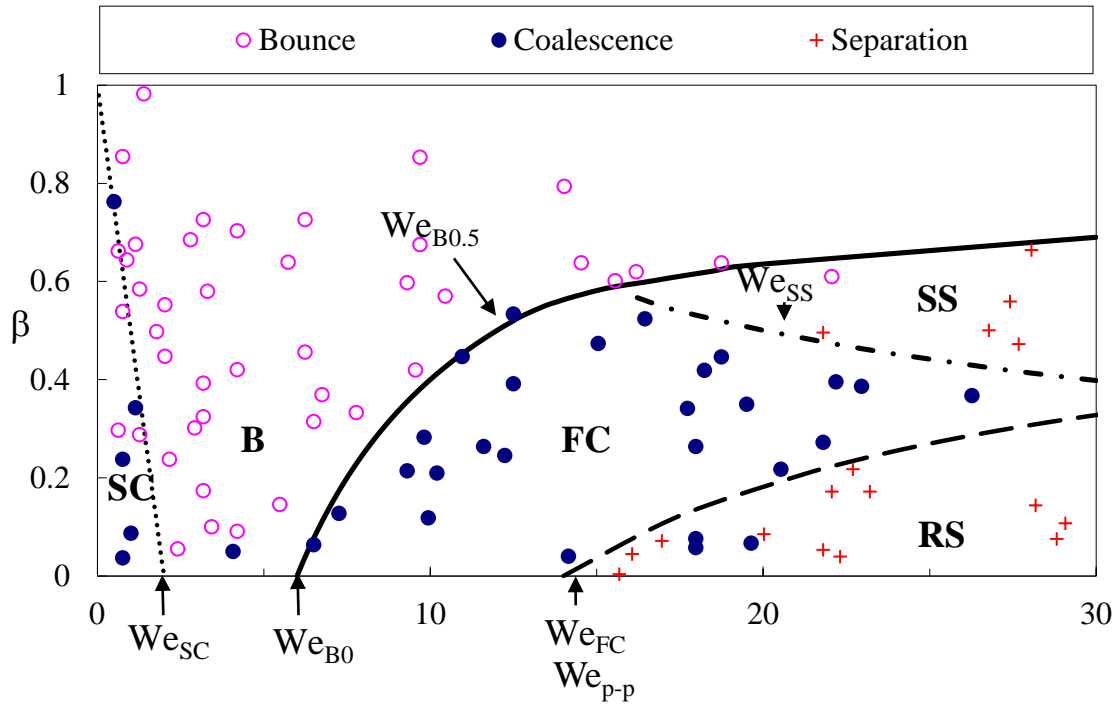 Bounce Coalescence Separation
1
0.8
0.6
0.4
0.2
0
β
We_B0.5
We_SS
SS
B
FC
SC
RS
0 10 20 30
We_SC We_B0 We_FC
We_p-p